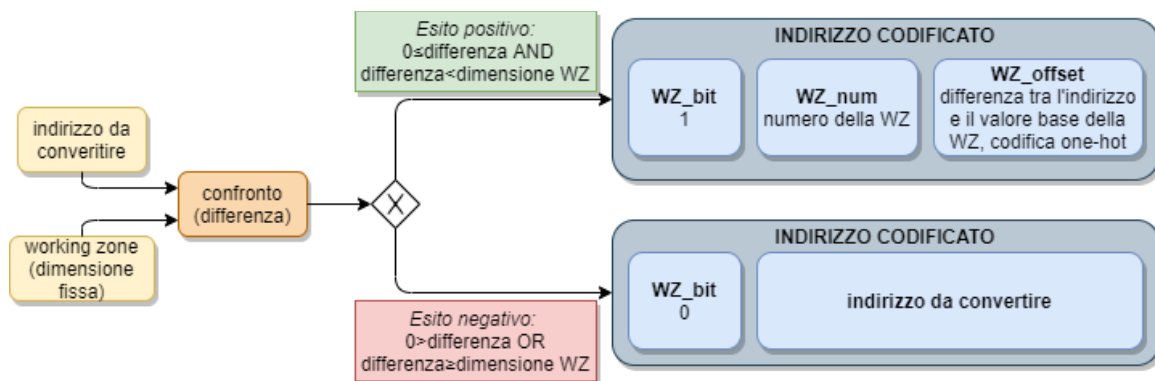 indirizzo da
converitire
working zone
(dimensione
fissa)
confronto
(differenza)
X
Esito positivo:
0≤differenza AND
differenza<dimensione WZ
INDIRIZZO CODIFICATO
WZ_bit
1
WZ_num
numero della WZ
WZ_offset
differenza tra l'indirizzo
e il valore base della
WZ, codifica one-hot
Esito negativo:
0>differenza OR
differenza≥dimensione WZ
INDIRIZZO CODIFICATO
WZ_bit
0
indirizzo da convertire